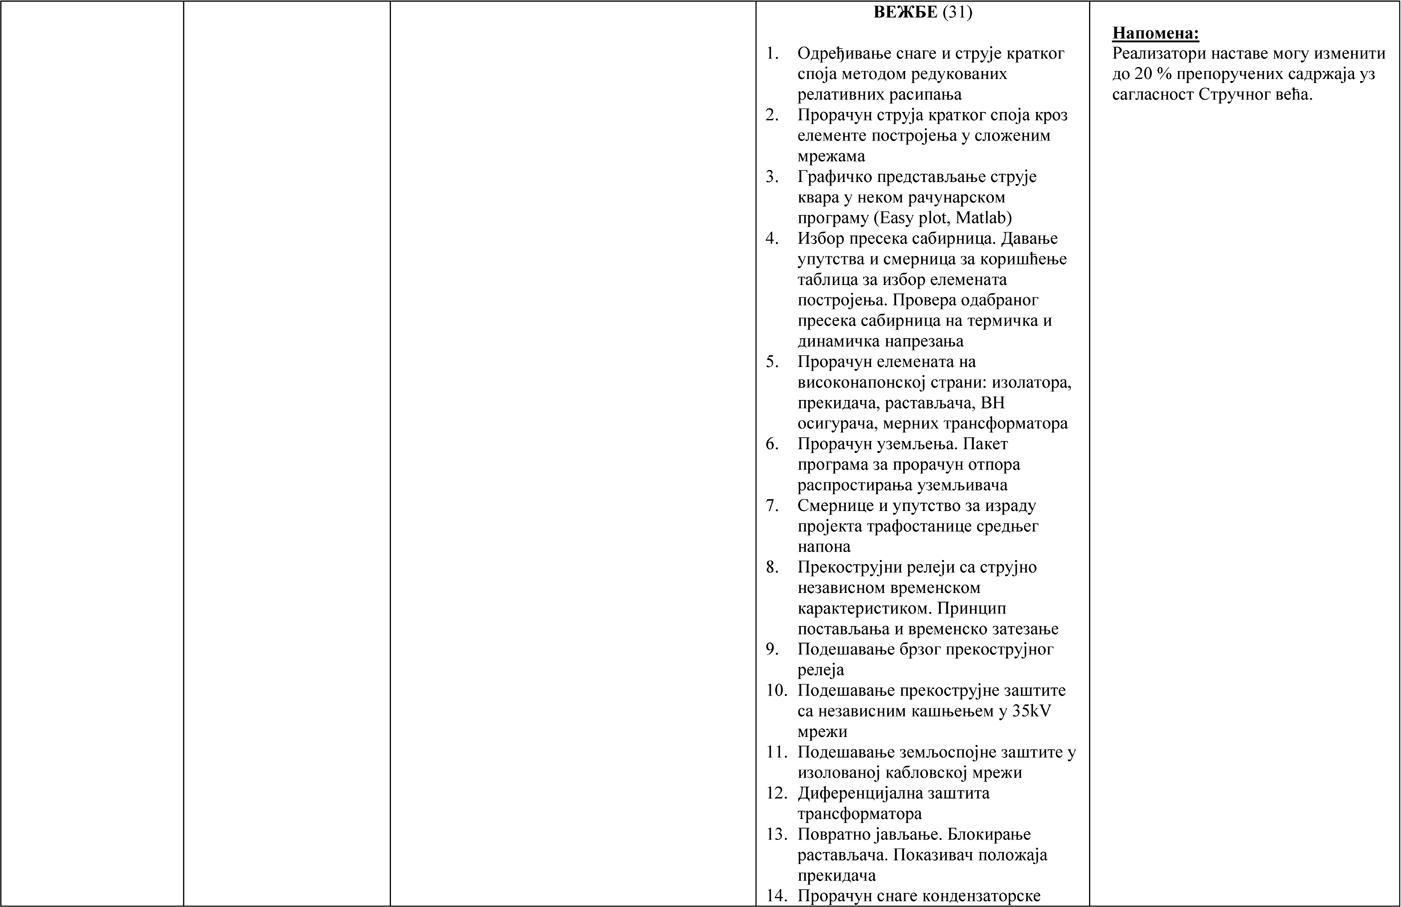 ВЕЖБЕ (31)
1. Одређивање снаге и струје кратког
споја методом редукованих
релативних расипања
2. Прорачун струја кратког споја кроз
елементе постројења у сложеним
мрежама
3. Графичко представљање струје
квара у неком рачунарском
програму (Easy plot, Matlab)
4. Избор пресека сабирница. Давање
упутства и смерница за коришћење
таблица за избор елемената
постројења. Провера одабраног
пресека сабирница на термичка и
динамичка напрезања
5. Прорачун елемената на
високонапонској страни: изолатора,
прекидача, растављача, ВН
осигурача, мерних трансформатора
6. Прорачун уземљења. Пакет
програма за прорачун отпора
распростирања уземљивача
7. Смернице и упутство за израду
пројекта трафостанице средњег
напона
8. Прекострујни релеји са струјно
независном временском
карактеристиком. Принцип
постављања и временско затезање
9. Подешавање брзог прекострујног
релеја
10. Подешавање прекострујне заштите
са независним кашњењем у 35kV
мрежи
11. Подешавање земљоспојне заштите у
изолованој кабловској мрежи
12. Диференцијална заштита
трансформатора
13. Повратно јављање. Блокирање
растављача. Показивач положаја
прекидача
14. Прорачун снаге кондензаторске
Напомена:
Реализатори наставе могу изменити
до 20 % препоручених садржаја уз
сагласност Стручног већа.